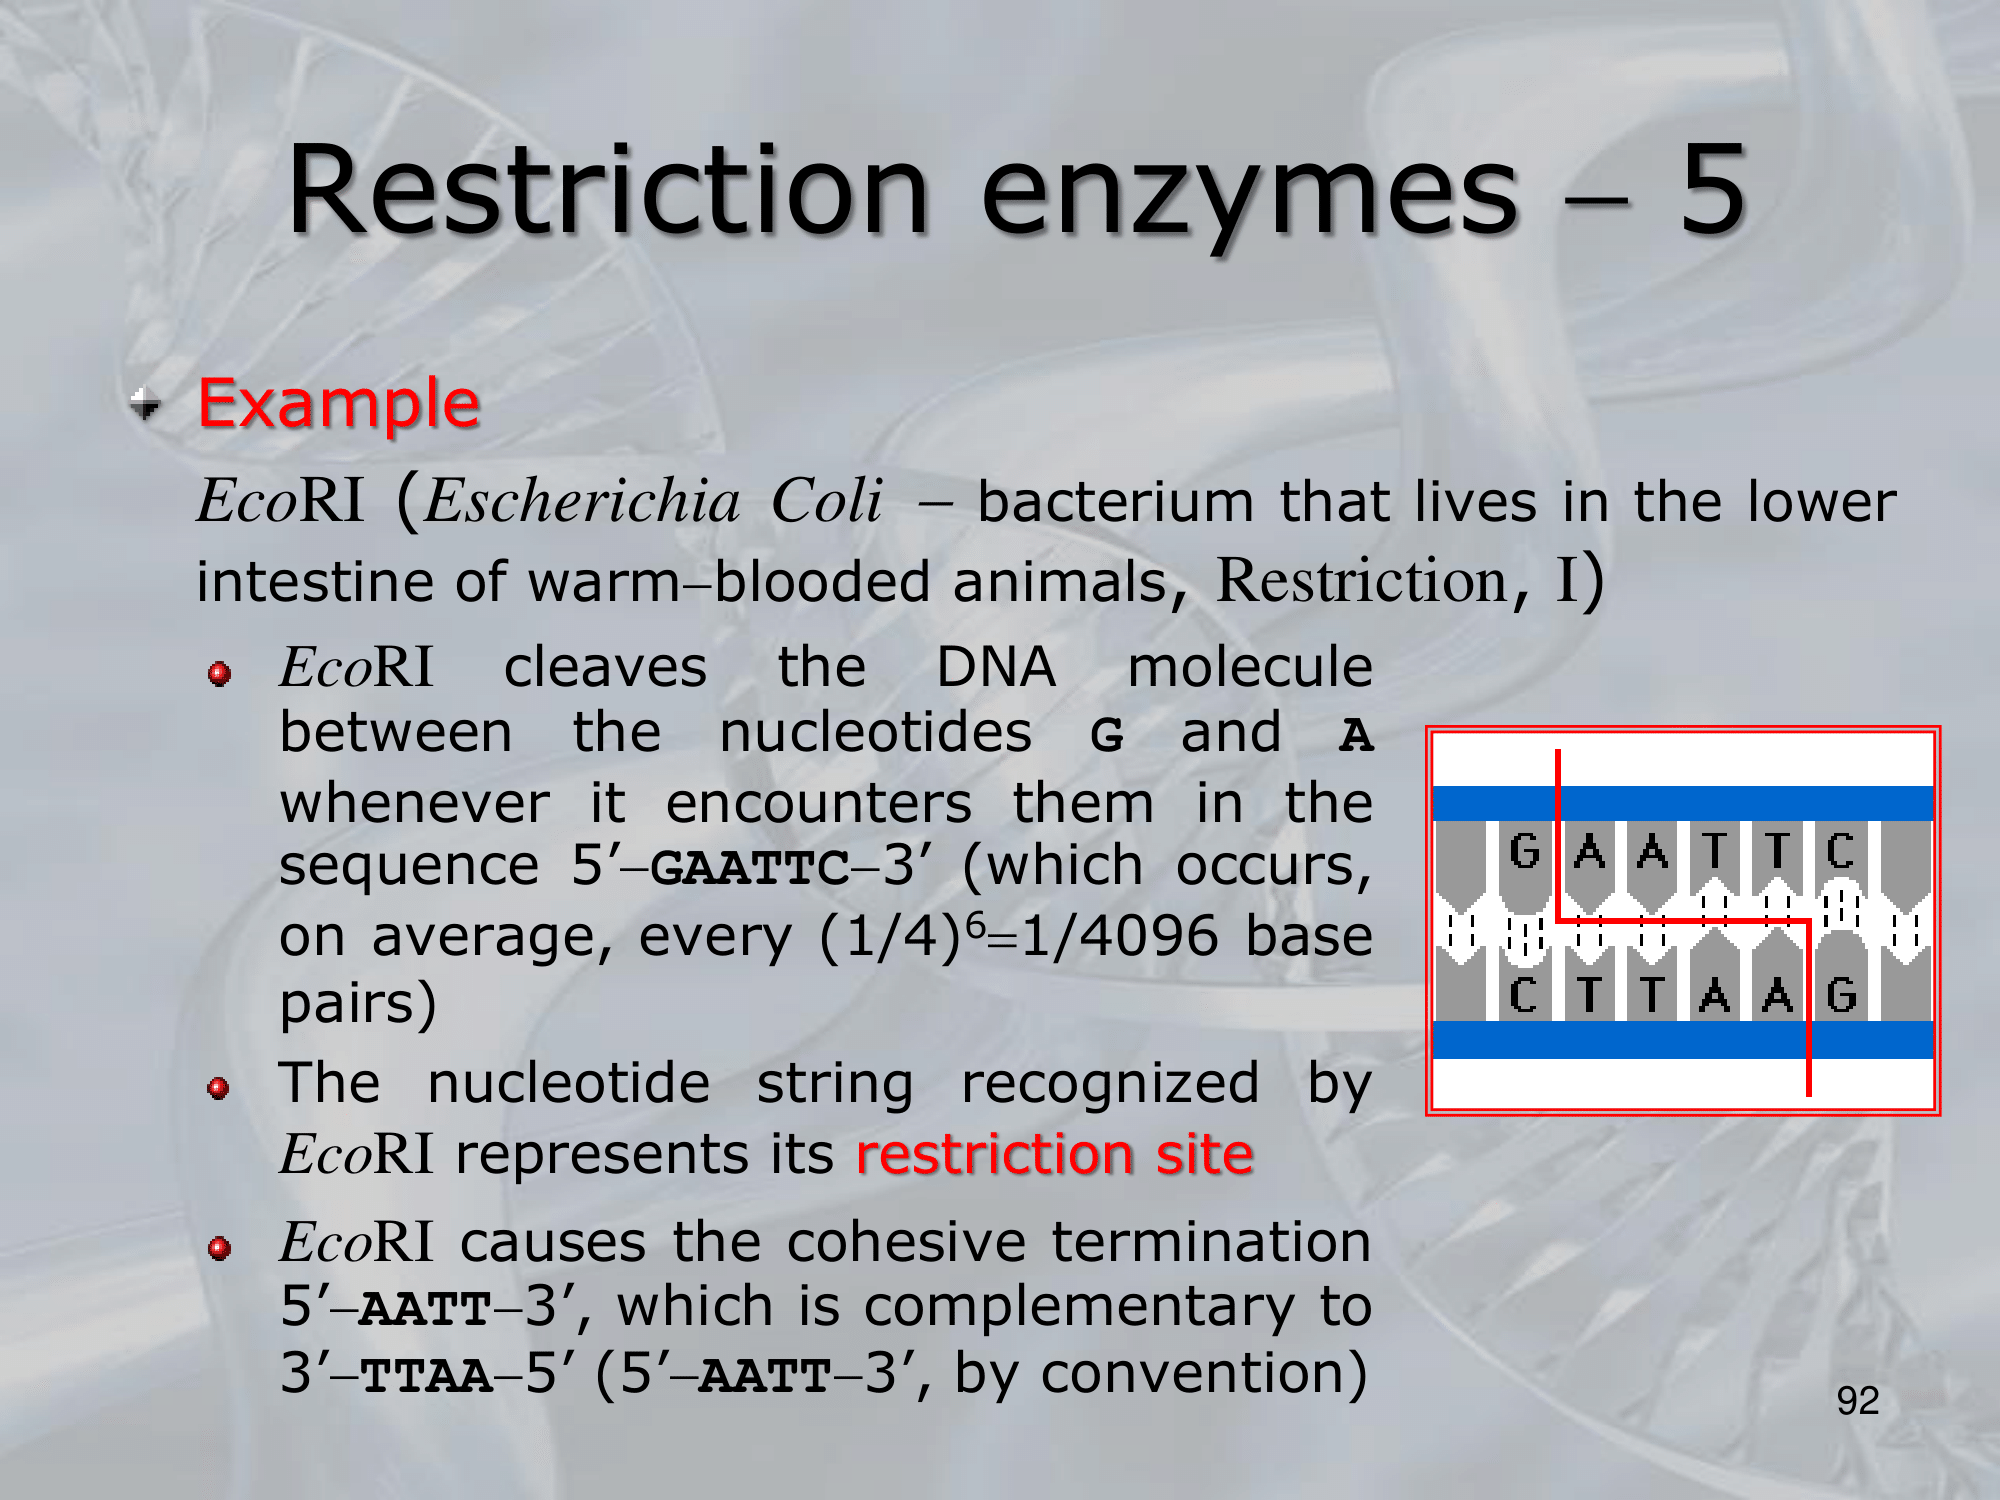 Restriction enzymes – 5
Example
EcoRI (Escherichia Coli – bacterium that lives in the lower
intestine of warm–blooded animals, Restriction, I)
EcoRI cleaves the DNA molecule
between the nucleotides G and A
whenever it encounters them in the
sequence 5’–GAATTC–3’ (which occurs,
on average, every (1/4)⁶=1/4096 base
pairs)
The nucleotide string recognized by
EcoRI represents its restriction site
EcoRI causes the cohesive termination
5’–AATT–3’, which is complementary to
3’–TTAA–5’ (5’–AATT–3’, by convention)
G A A T T C
C T T A A G
92